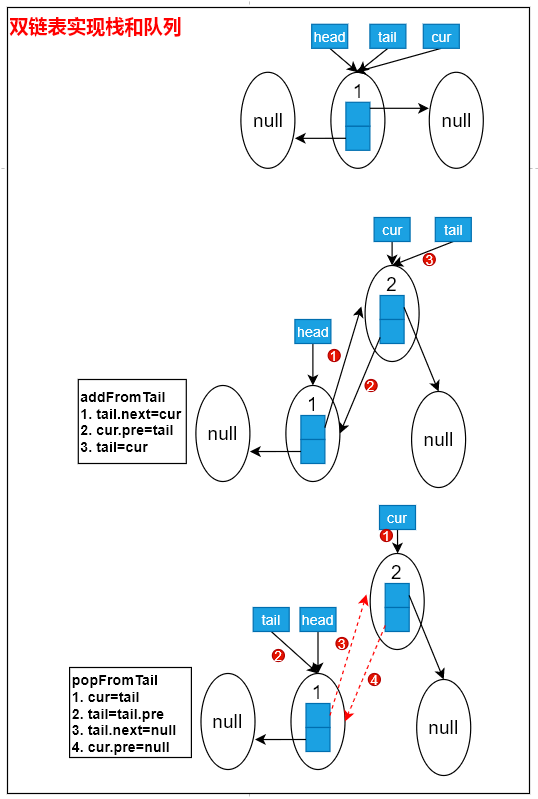 双链表实现栈和队列
head tail cur
1
null null
cur tail
3
2
head
1
2
addFromTail
1. tail.next=cur
2. cur.pre=tail
3. tail=cur
1
null
null
cur
1
2
tail head
3
2
4
popFromTail
1. cur=tail
2. tail=tail.pre
3. tail.next=null
4. cur.pre=null
1
null
null